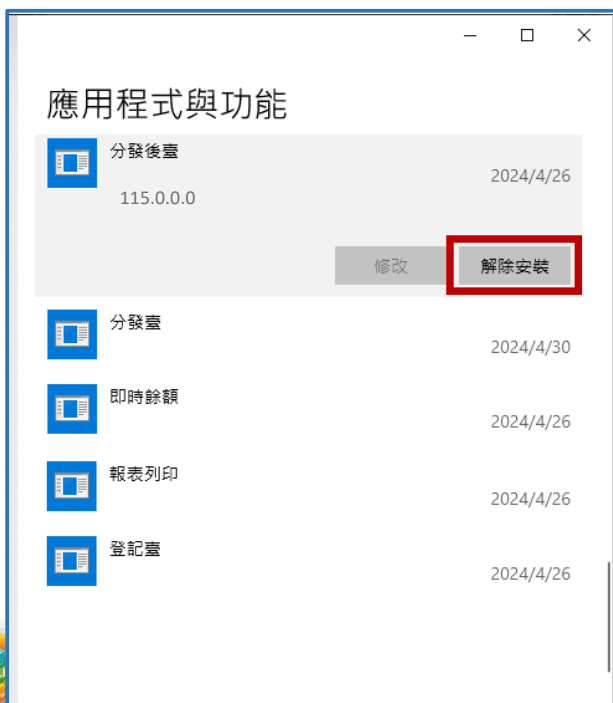 應用程式與功能
分發後臺
2024/4/26
115.0.0.0
修改
解除安裝
分發臺
2024/4/30
即時餘額
2024/4/26
報表列印
2024/4/26
登記臺
2024/4/26